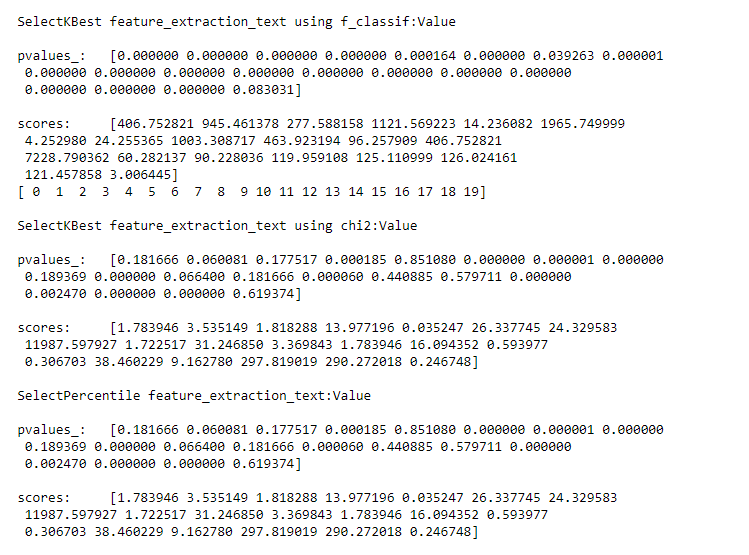 SelectKBest feature_extraction_text using f_classif:Value
pvalues_:   [0.000000 0.000000 0.000000 0.000000 0.000164 0.000000 0.039263 0.000001
 0.000000 0.000000 0.000000 0.000000 0.000000 0.000000 0.000000 0.000000
 0.000000 0.000000 0.000000 0.083031]
scores:     [406.752821 945.461378 277.588158 1121.569223 14.236082 1965.749999
 4.252980 24.255365 1003.308717 463.923194 96.257909 406.752821
 7228.790362 60.282137 90.228036 119.959108 125.110999 126.024161
 121.457858 3.006445]
[ 0  1  2  3  4  5  6  7  8  9 10 11 12 13 14 15 16 17 18 19]
SelectKBest feature_extraction_text using chi2:Value
pvalues_:   [0.181666 0.060081 0.177517 0.000185 0.851080 0.000000 0.000001 0.000000
 0.189369 0.000000 0.066400 0.181666 0.000060 0.440885 0.579711 0.000000
 0.002470 0.000000 0.000000 0.619374]
scores:     [1.783946 3.535149 1.818288 13.977196 0.035247 26.337745 24.329583
 11987.597927 1.722517 31.246850 3.369843 1.783946 16.094352 0.593977
 0.306703 38.460229 9.162780 297.819019 290.272018 0.246748]
SelectPercentile feature_extraction_text:Value
pvalues_:   [0.181666 0.060081 0.177517 0.000185 0.851080 0.000000 0.000001 0.000000
 0.189369 0.000000 0.066400 0.181666 0.000060 0.440885 0.579711 0.000000
 0.002470 0.000000 0.000000 0.619374]
scores:     [1.783946 3.535149 1.818288 13.977196 0.035247 26.337745 24.329583
 11987.597927 1.722517 31.246850 3.369843 1.783946 16.094352 0.593977
 0.306703 38.460229 9.162780 297.819019 290.272018 0.246748]